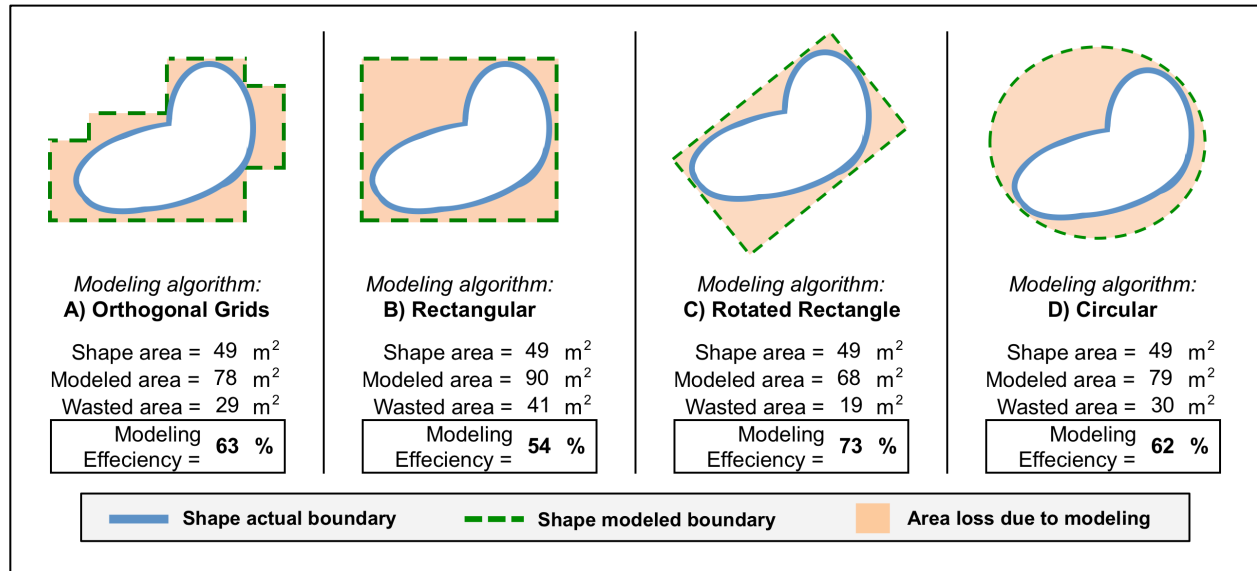 Modeling algorithm:
A) Orthogonal Grids
Shape area = 49 m²
Modeled area = 78 m²
Wasted area = 29 m²
Modeling
Effeciency = 63 %
Modeling algorithm:
B) Rectangular
Shape area = 49 m²
Modeled area = 90 m²
Wasted area = 41 m²
Modeling
Effeciency = 54 %
Modeling algorithm:
C) Rotated Rectangle
Shape area = 49 m²
Modeled area = 68 m²
Wasted area = 19 m²
Modeling
Effeciency = 73 %
Modeling algorithm:
D) Circular
Shape area = 49 m²
Modeled area = 79 m²
Wasted area = 30 m²
Modeling
Effeciency = 62 %
Shape actual boundary
Shape modeled boundary
Area loss due to modeling